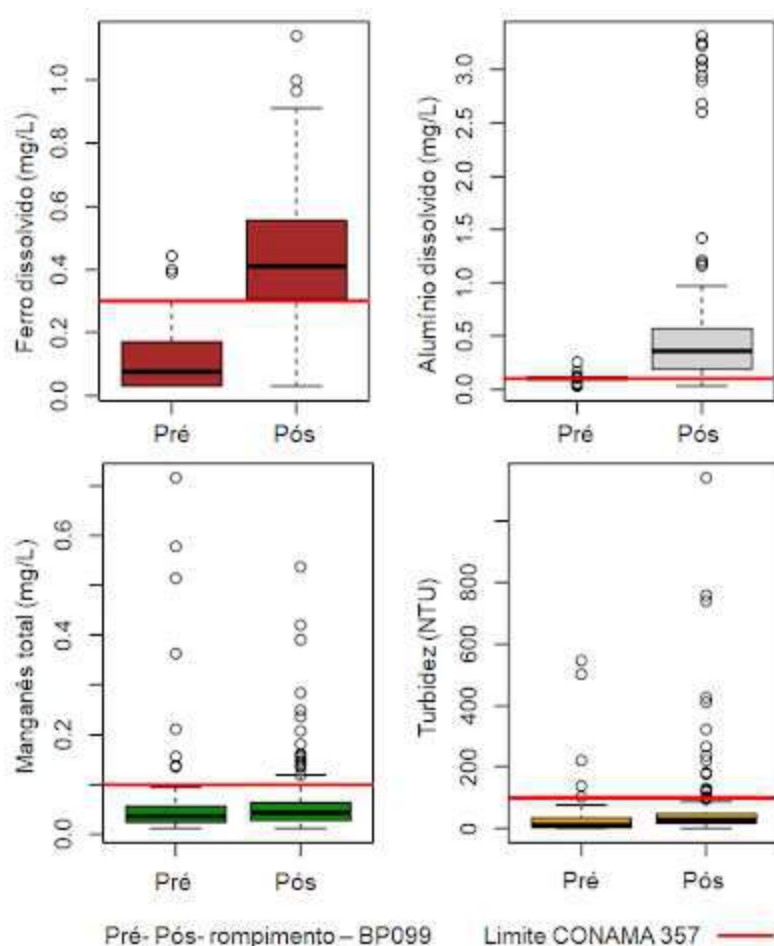 Ferro dissolvido (mg/L)
1.0
0.8
0.6
0.4
0.2
0.0
Pré
Pós
Alumínio dissolvido (mg/L)
3.0
2.5
2.0
1.5
1.0
0.5
0.0
Pré
Pós
Manganês total (mg/L)
0.6
0.4
0.2
0.0
Pré
Pós
Turbidez (NTU)
800
600
400
200
0
Pré
Pós
Pré- Pós- rompimento – BP099
Limite CONAMA 357